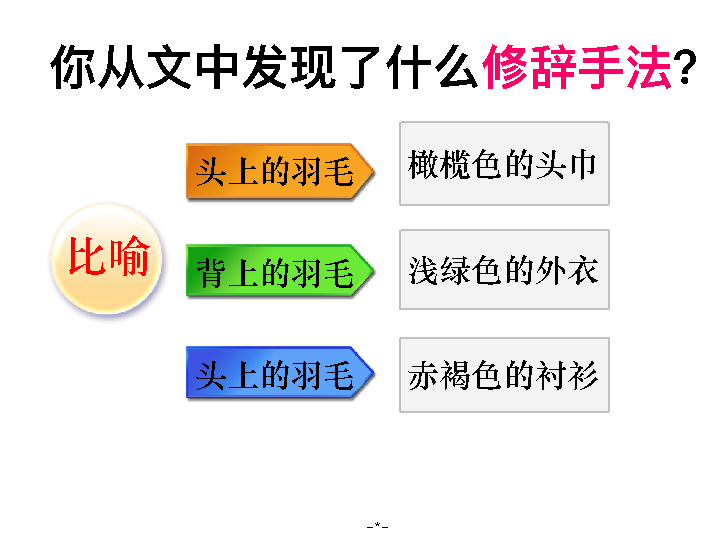 你从文中发现了什么修辞手法?
头上的羽毛
橄榄色的头巾
比喻
背上的羽毛
浅绿色的外衣
头上的羽毛
赤褐色的衬衫
-*-